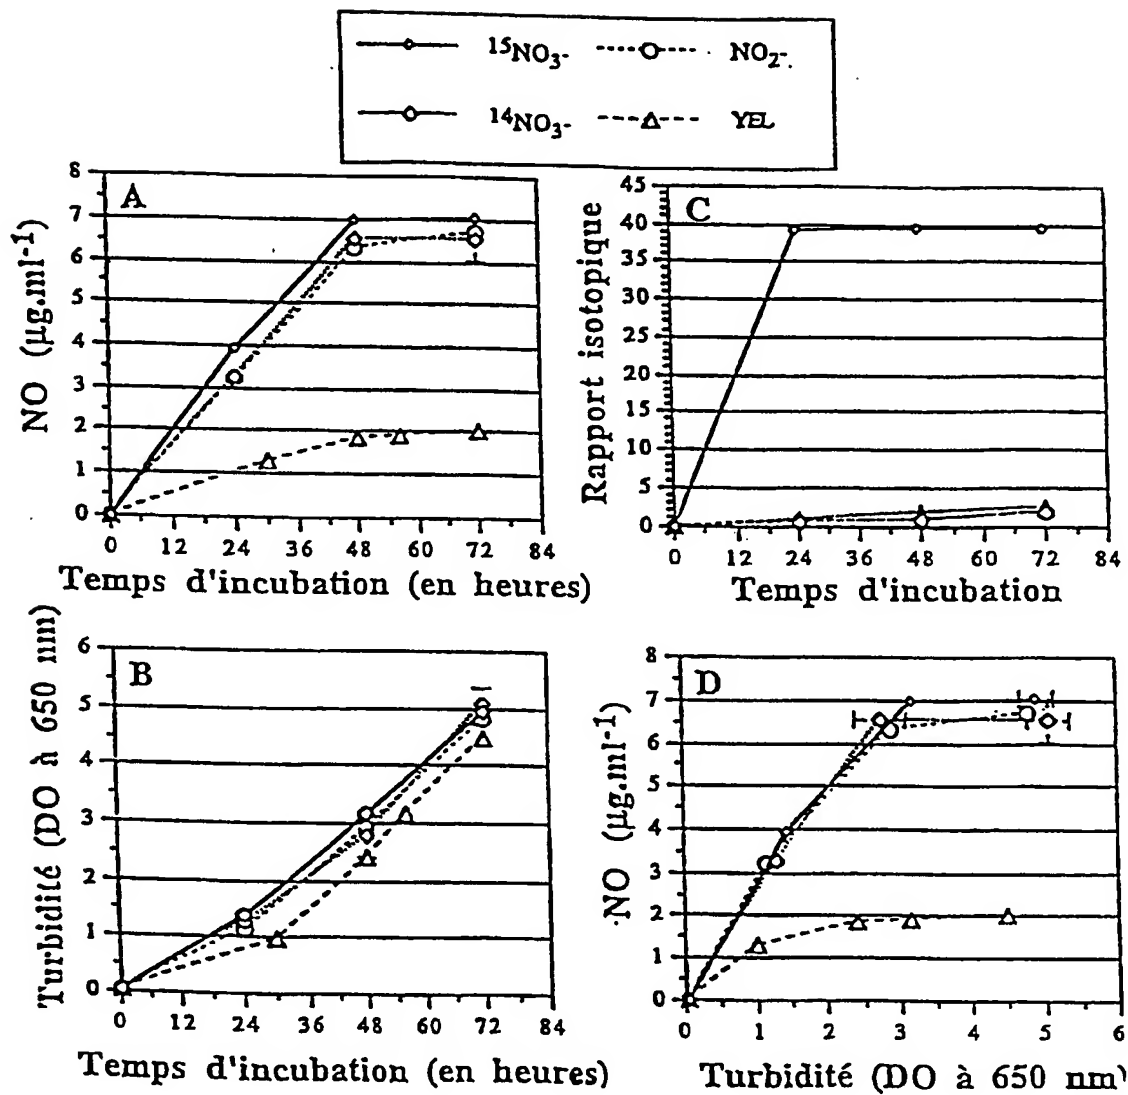 15NO3- NO2-.
14NO3- YEL
A
NO (µg.ml-1)
8
7
6
5
4
3
2
1
0
0 12 24 36 48 60 72 84
Temps d'incubation (en heures)
C
Rapport isotopique
45
40
35
30
25
20
15
10
5
0
0 12 24 36 48 60 72 84
Temps d'incubation
B
Turbidité (DO à 650 nm)
6
5
4
3
2
1
0
0 12 24 36 48 60 72 84
Temps d'incubation (en heures)
D
NO (µg.ml-1)
8
7
6
5
4
3
2
1
0
0 1 2 3 4 5 6
Turbidité (DO à 650 nm)